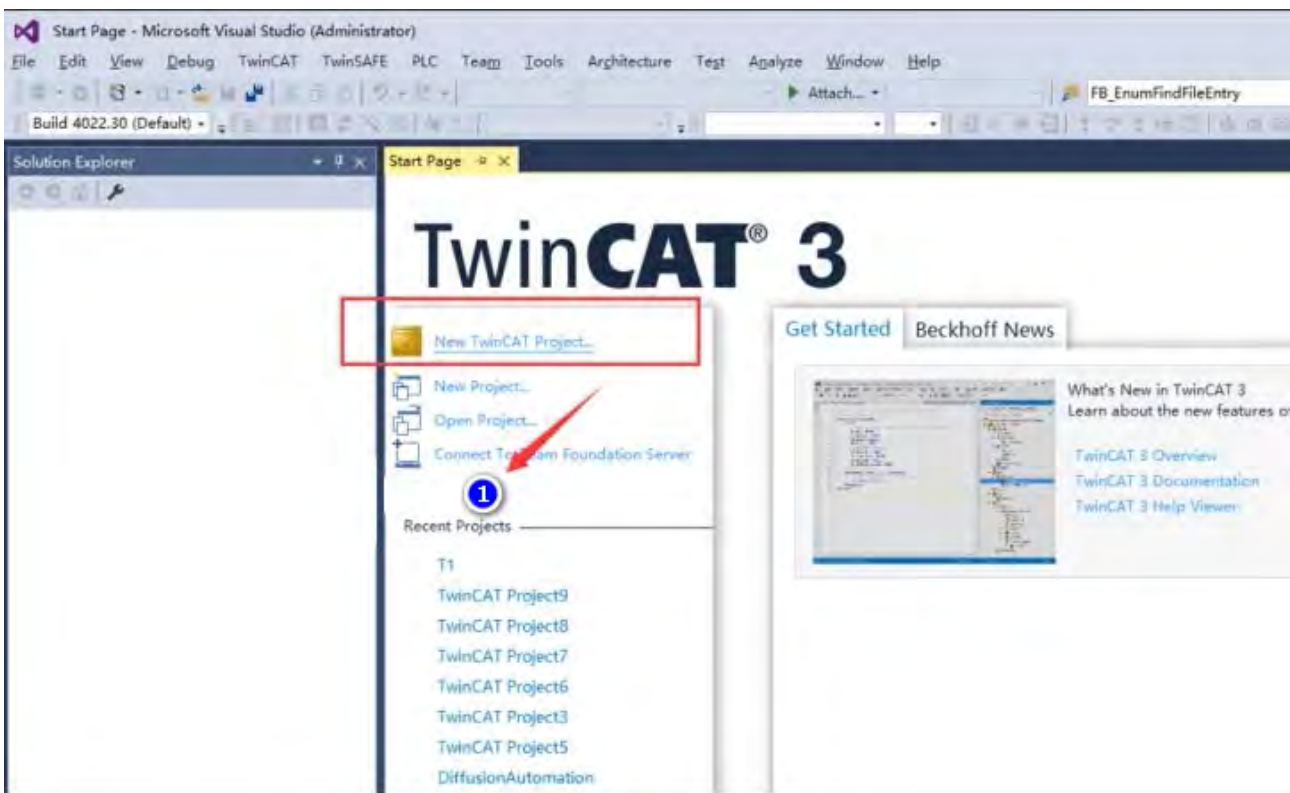 Start Page - Microsoft Visual Studio (Administrator)
File Edit View Debug TwinCAT TwinSAFE PLC Team Tools Architecture Test Analyze Window Help
Attach... FB_EnumFindFileEntry
Build 4022.30 (Default)
Solution Explorer
Start Page
TwinCAT® 3
New TwinCAT Project...
New Project...
Open Project...
Connect To Team Foundation Server
1
Recent Projects
T1
TwinCAT Project9
TwinCAT Project8
TwinCAT Project7
TwinCAT Project6
TwinCAT Project3
TwinCAT Project5
DiffusionAutomation
Get Started Beckhoff News
What's New in TwinCAT 3
Learn about the new features of
TwinCAT 3 Overview
TwinCAT 3 Documentation
TwinCAT 3 Help Viewer